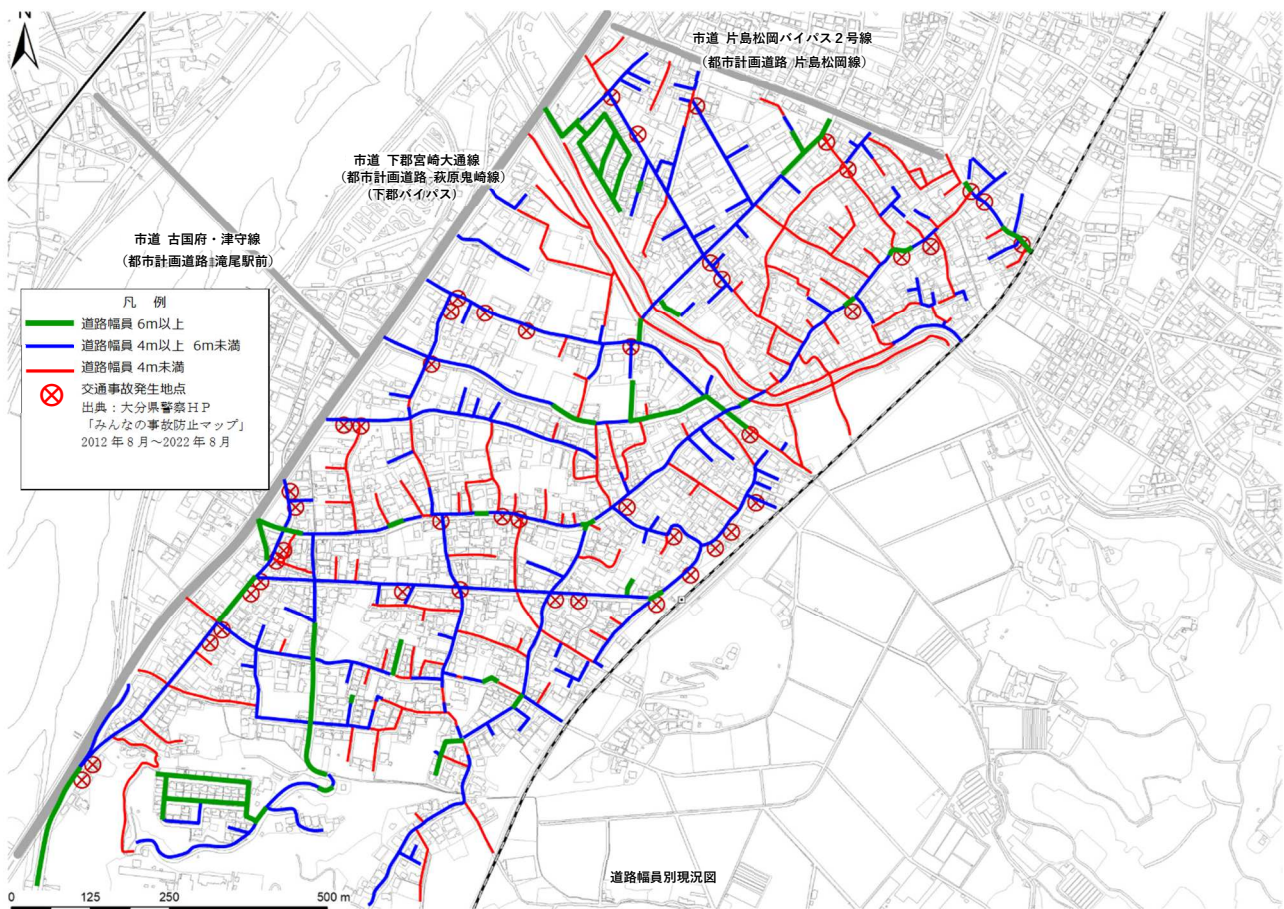 N
市道 片島松岡バイパス２号線
(都市計画道路 片島松岡線)
市道 下郡宮崎大通線
(都市計画道路 萩原鬼崎線)
(下郡バイパス)
市道 古国府・津守線
(都市計画道路 滝尾駅前)
凡 例
道路幅員 6m以上
道路幅員 4m以上 6m未満
道路幅員 4m未満
交通事故発生地点
出典：大分県警察ＨＰ
「みんなの事故防止マップ」
2012 年 8 月～2022 年 8 月
道路幅員別現況図
0 125 250 500 m